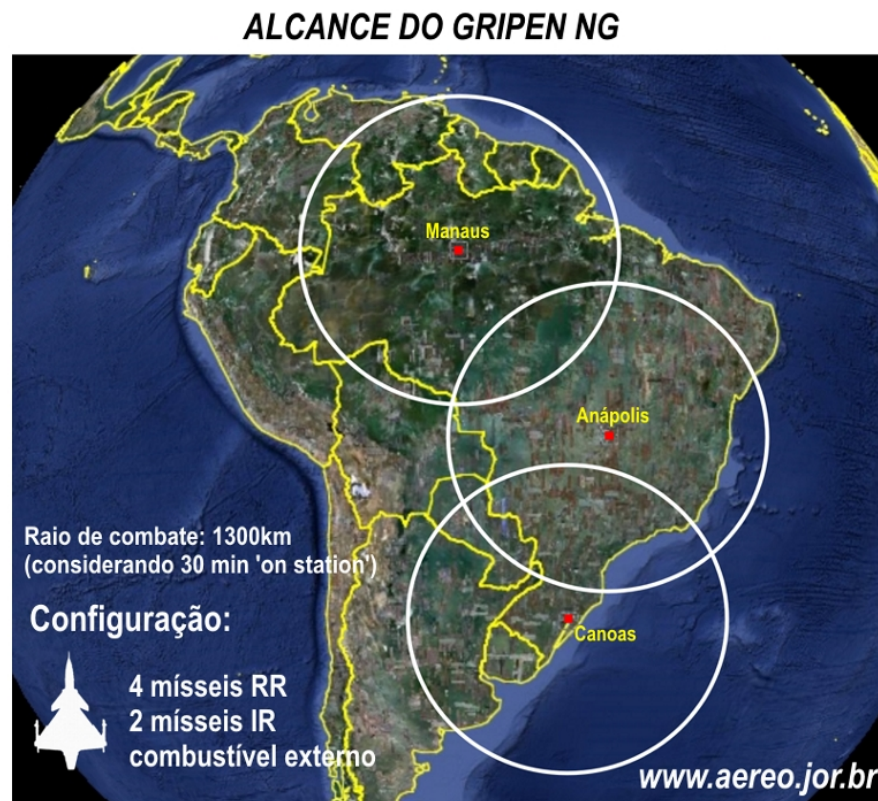 ALCANCE DO GRIPEN NG
Manaus
Anápolis
Raio de combate: 1300km
(considerando 30 min 'on station')
Configuração:
Canoas
4 mísseis RR
2 mísseis IR
combustível externo
www.aereo.jor.br